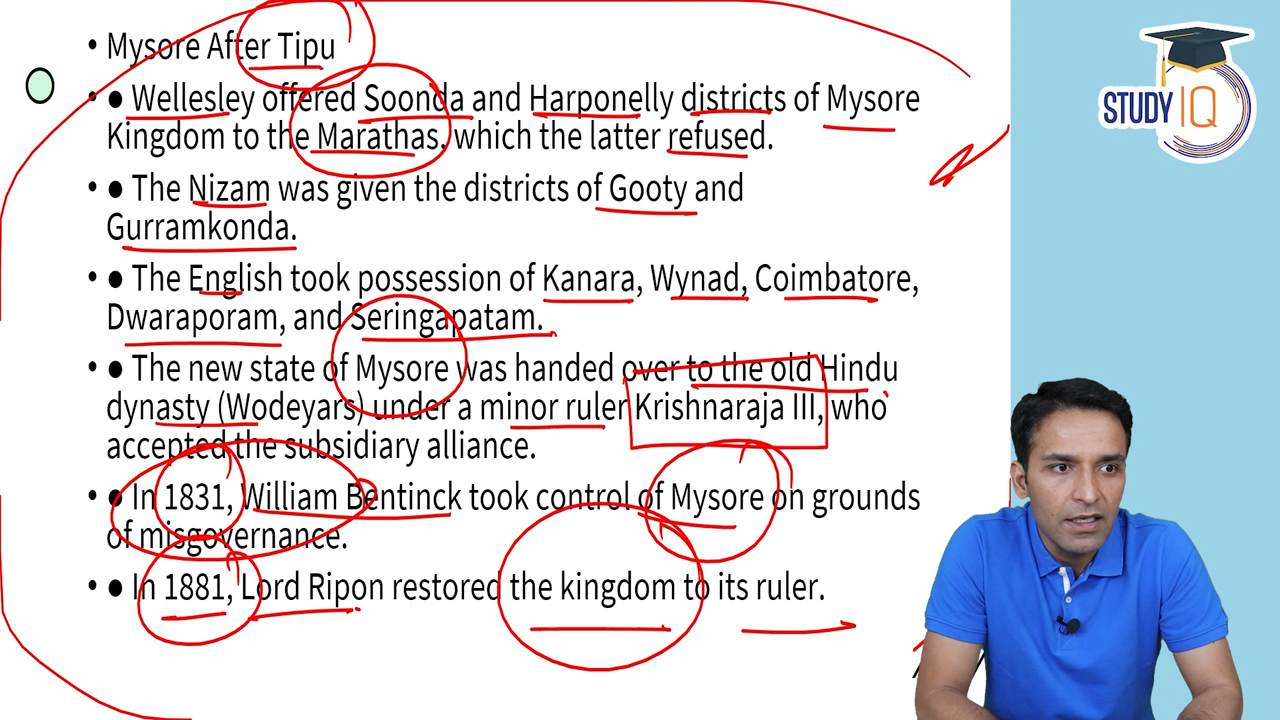 • Mysore After Tipu
• ● Wellesley offered Soonda and Harponelly districts of Mysore
Kingdom to the Marathas. which the latter refused.
• ● The Nizam was given the districts of Gooty and
Gurramkonda.
• ● The English took possession of Kanara, Wynad, Coimbatore,
Dwaraporam, and Seringapatam.
• ● The new state of Mysore was handed over to the old Hindu
dynasty (Wodeyars) under a minor ruler Krishnaraja III, who
accepted the subsidiary alliance.
• ● In 1831, William Bentinck took control of Mysore on grounds
of misgovernance.
• ● In 1881, Lord Ripon restored the kingdom to its ruler.
STUDY IQ